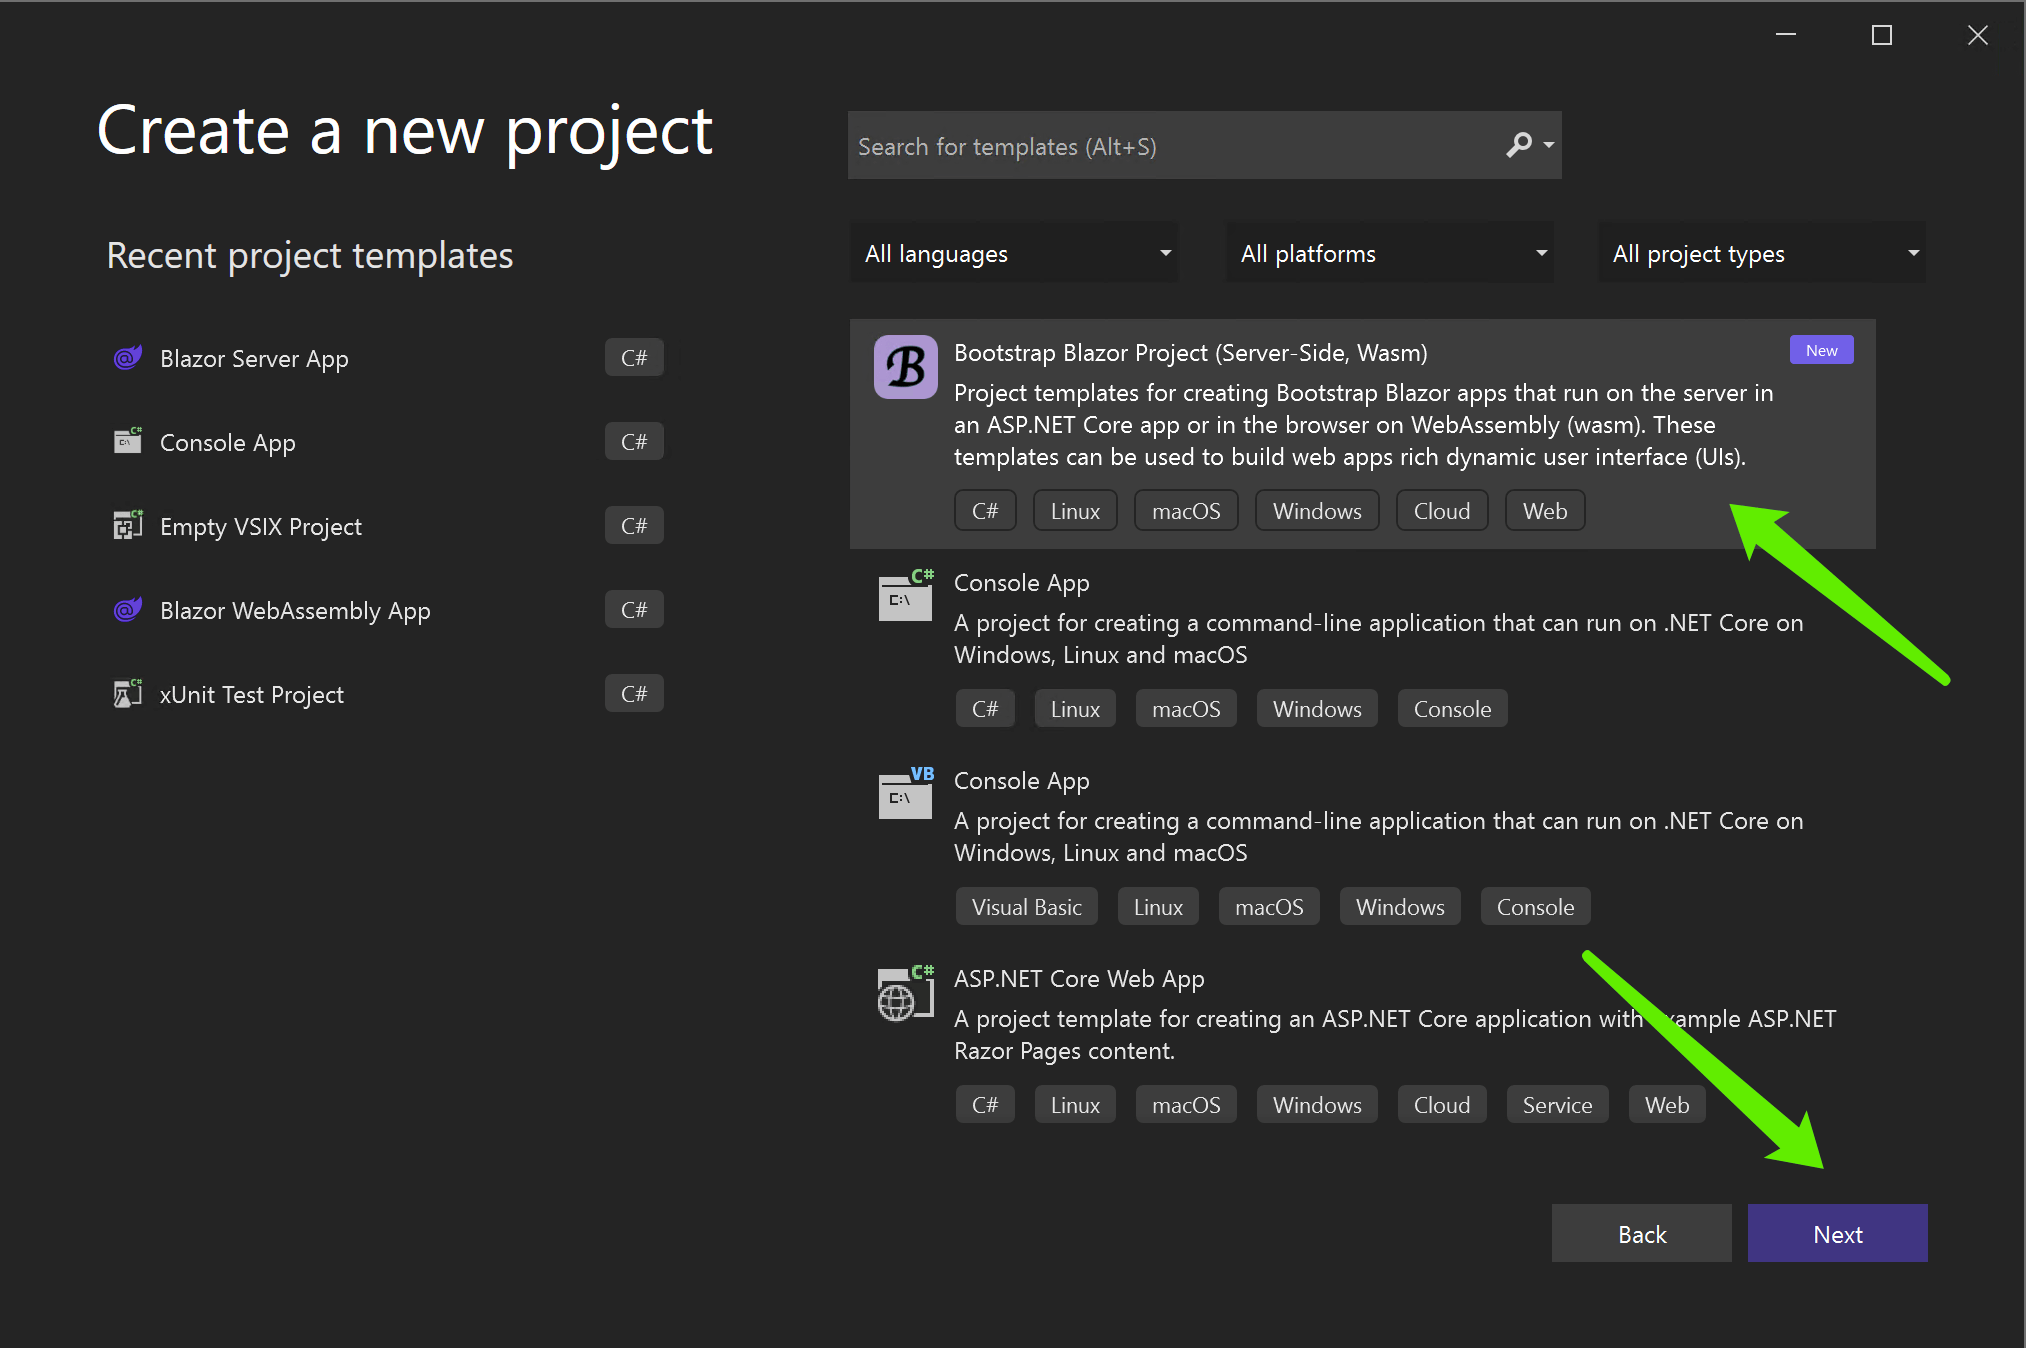 Create a new project
Search for templates (Alt+S)
Recent project templates
All languages
All platforms
All project types
Blazor Server App
C#
Console App
C#
Empty VSIX Project
C#
Blazor WebAssembly App
C#
xUnit Test Project
C#
B
Bootstrap Blazor Project (Server-Side, Wasm)
New
Project templates for creating Bootstrap Blazor apps that run on the server in
an ASP.NET Core app or in the browser on WebAssembly (wasm). These
templates can be used to build web apps rich dynamic user interface (UIs).
C# Linux macOS Windows Cloud Web
C#
C:\
Console App
A project for creating a command-line application that can run on .NET Core on
Windows, Linux and macOS
C# Linux macOS Windows Console
VB
C:\
Console App
A project for creating a command-line application that can run on .NET Core on
Windows, Linux and macOS
Visual Basic Linux macOS Windows Console
C#
ASP.NET Core Web App
A project template for creating an ASP.NET Core application with example ASP.NET
Razor Pages content.
C# Linux macOS Windows Cloud Service Web
Back
Next